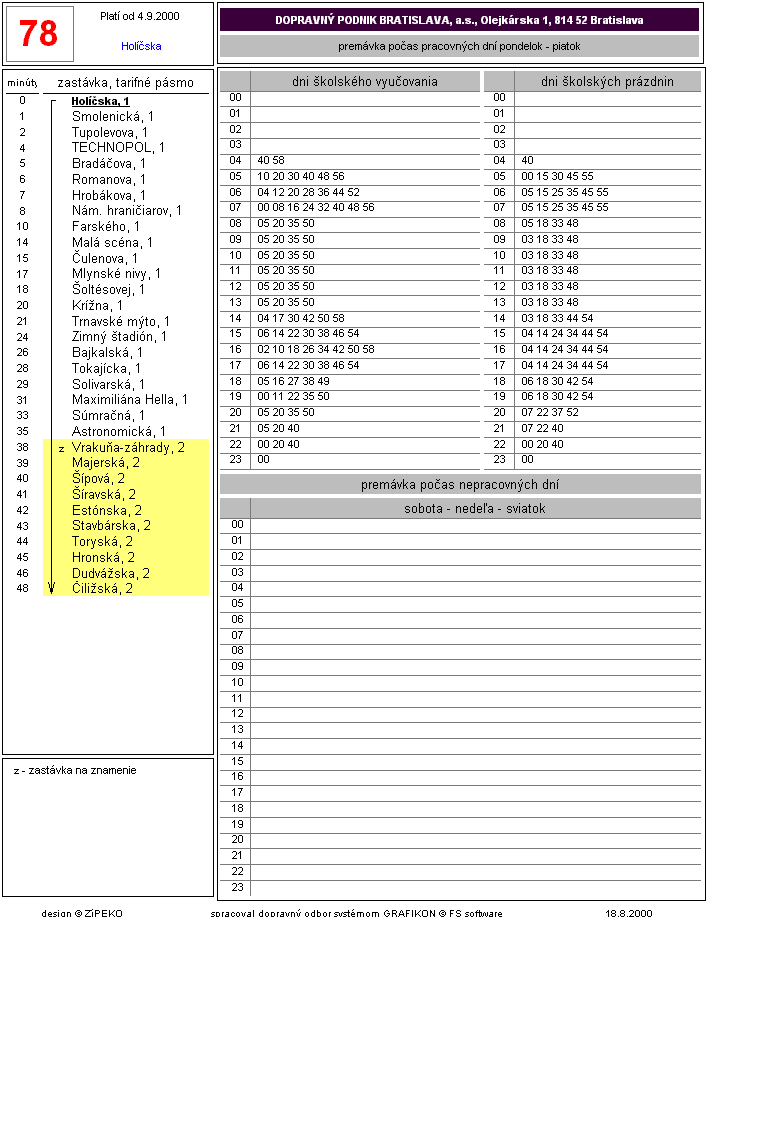 78
Platí od 4.9.2000
Holíčska
DOPRAVNÝ PODNIK BRATISLAVA, a.s., Olejkárska 1, 814 52 Bratislava
premávka počas pracovných dní pondelok - piatok
minúty zastávka, tarifné pásmo
0 Holíčska, 1
1 Smolenická, 1
2 Tupolevova, 1
4 TECHNOPOL, 1
5 Bradáčova, 1
6 Romanova, 1
7 Hrobákova, 1
8 Nám. hraničiarov, 1
10 Farského, 1
14 Malá scéna, 1
15 Čulenova, 1
17 Mlynské nivy, 1
18 Šoltésovej, 1
20 Krížna, 1
21 Trnavské mýto, 1
24 Zimný štadión, 1
26 Bajkalská, 1
28 Tokajícka, 1
29 Solivarská, 1
31 Maximiliána Hella, 1
33 Súmračná, 1
35 Astronomická, 1
38 z Vrakuňa-záhrady, 2
39 Majerská, 2
40 Šípová, 2
41 Šíravská, 2
42 Estónska, 2
43 Stavbárska, 2
44 Toryská, 2
45 Hronská, 2
46 Dudvážska, 2
48 Čiližská, 2
z - zastávka na znamenie
dni školského vyučovania
00
01
02
03
04 40 58
05 10 20 30 40 48 56
06 04 12 20 28 36 44 52
07 00 08 16 24 32 40 48 56
08 05 20 35 50
09 05 20 35 50
10 05 20 35 50
11 05 20 35 50
12 05 20 35 50
13 05 20 35 50
14 04 17 30 42 50 58
15 06 14 22 30 38 46 54
16 02 10 18 26 34 42 50 58
17 06 14 22 30 38 46 54
18 05 16 27 38 49
19 00 11 22 35 50
20 05 20 35 50
21 05 20 40
22 00 20 40
23 00
dni školských prázdnin
00
01
02
03
04 40
05 00 15 30 45 55
06 05 15 25 35 45 55
07 05 15 25 35 45 55
08 05 18 33 48
09 03 18 33 48
10 03 18 33 48
11 03 18 33 48
12 03 18 33 48
13 03 18 33 48
14 03 18 33 44 54
15 04 14 24 34 44 54
16 04 14 24 34 44 54
17 04 14 24 34 44 54
18 06 18 30 42 54
19 06 18 30 42 54
20 07 22 37 52
21 07 22 40
22 00 20 40
23 00
premávka počas nepracovných dní
sobota - nedeľa - sviatok
00
01
02
03
04
05
06
07
08
09
10
11
12
13
14
15
16
17
18
19
20
21
22
23
design © ZiPEKO spracoval dopravný odbor systémom GRAFIKON © FS software 18.8.2000